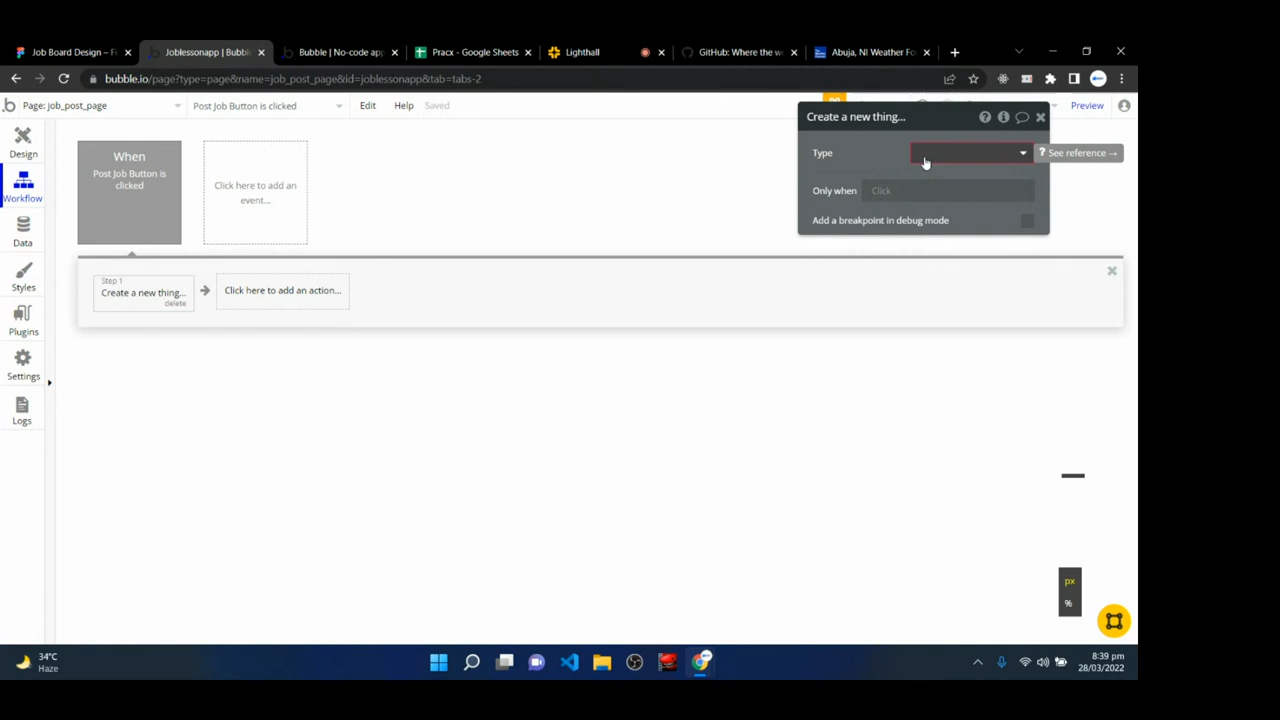 Job Board Design – F
Joblessonapp | Bubbl
Bubble | No-code ap
Pracx - Google Sheets
Lighthall
GitHub: Where the w
Abuja, NI Weather Fo
bubble.io/page?type=page&name=job_post_page&id=joblessonapp&tab=tabs-2
Page: job_post_page
Post Job Button is clicked
Edit
Help
Saved
Preview
Design
Workflow
Data
Styles
Plugins
Settings
Logs
When
Post Job Button is
clicked
Click here to add an
event...
Create a new thing...
Type
? See reference →
Only when
Click
Add a breakpoint in debug mode
Step 1
Create a new thing...
delete
Click here to add an action...
px
%
34°C
Haze
8:39 pm
28/03/2022